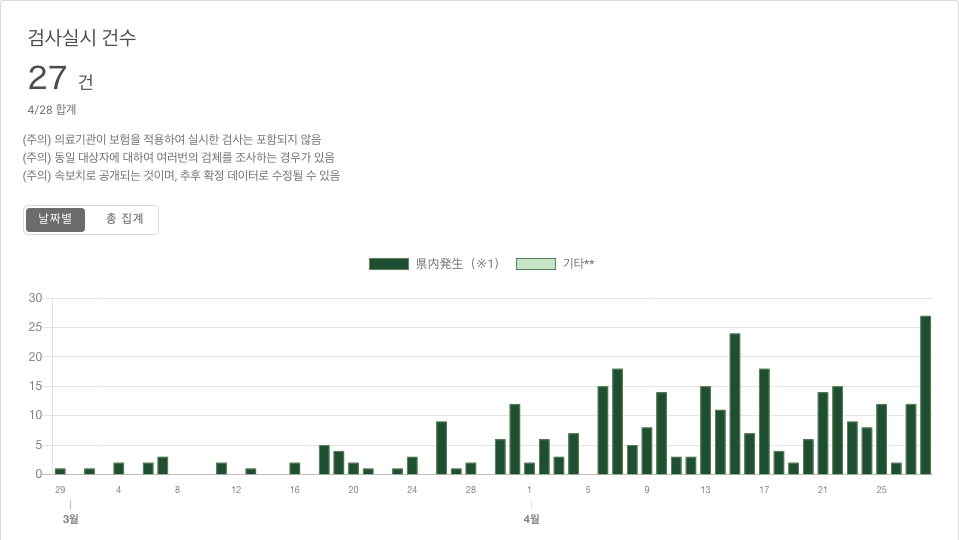 검사실시 건수
27 건
4/28 합계
(주의) 의료기관이 보험을 적용하여 실시한 검사는 포함되지 않음
(주의) 동일 대상자에 대하여 여러번의 검체를 조사하는 경우가 있음
(주의) 속보치로 공개되는 것이며, 추후 확정 데이터로 수정될 수 있음
날짜별 총 집계
県内発生（※1） 기타**
30
25
20
15
10
5
0
29 4 8 12 16 20 24 28 1 5 9 13 17 21 25
3월 4월